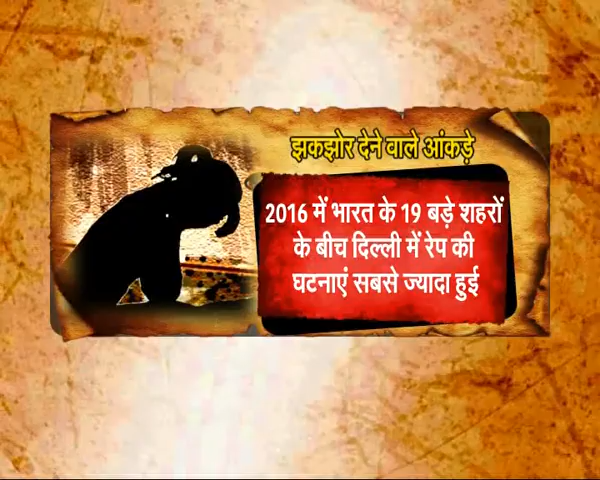 झकझोर देने वाले आंकड़े
2016 में भारत के 19 बड़े शहरों
के बीच दिल्ली में रेप की
घटनाएं सबसे ज्यादा हुई